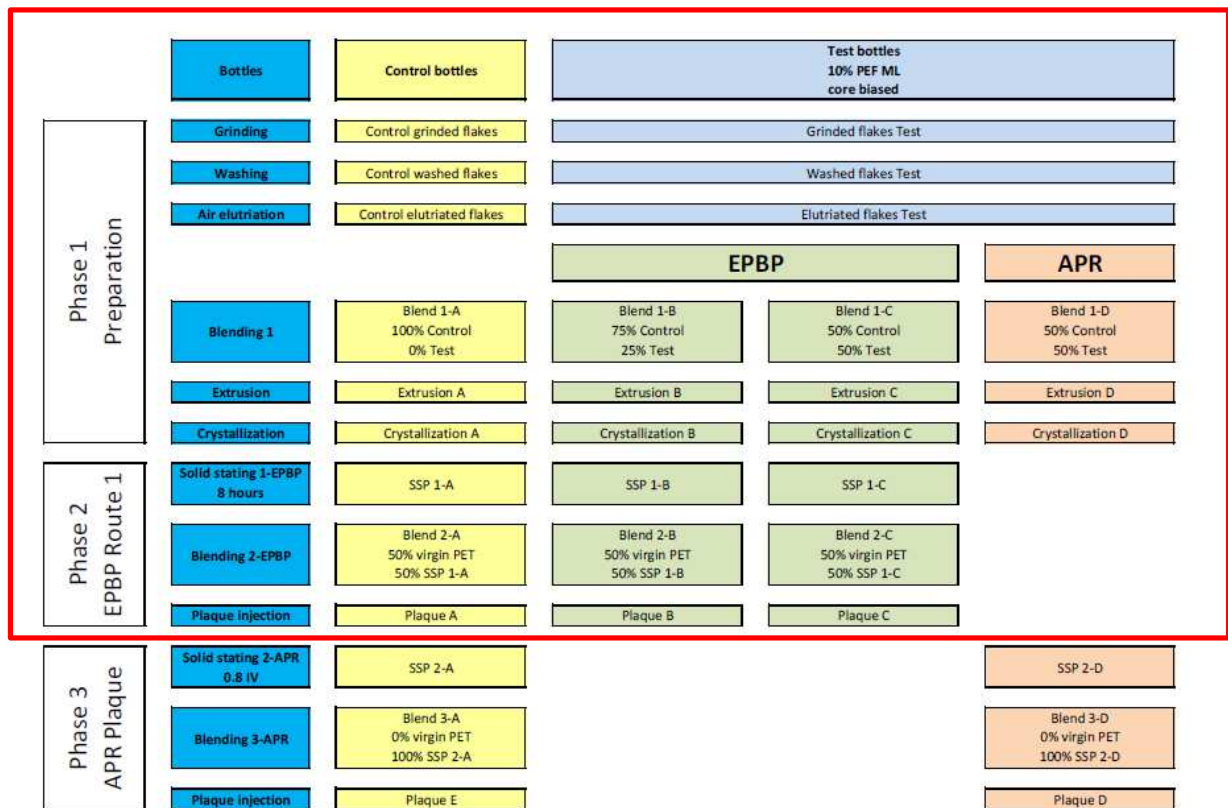 Bottles
Control bottles
Test bottles
10% PEF ML
core biased
Phase 1
Preparation
Grinding
Control grinded flakes
Grinded flakes Test
Washing
Control washed flakes
Washed flakes Test
Air elutriation
Control elutriated flakes
Elutriated flakes Test
EPBP
APR
Blending 1
Blend 1-A
100% Control
0% Test
Blend 1-B
75% Control
25% Test
Blend 1-C
50% Control
50% Test
Blend 1-D
50% Control
50% Test
Extrusion
Extrusion A
Extrusion B
Extrusion C
Extrusion D
Crystallization
Crystallization A
Crystallization B
Crystallization C
Crystallization D
Phase 2
EPBP Route 1
Solid stating 1-EPBP
8 hours
SSP 1-A
SSP 1-B
SSP 1-C
Blending 2-EPBP
Blend 2-A
50% virgin PET
50% SSP 1-A
Blend 2-B
50% virgin PET
50% SSP 1-B
Blend 2-C
50% virgin PET
50% SSP 1-C
Plaque injection
Plaque A
Plaque B
Plaque C
Phase 3
APR Plaque
Solid stating 2-APR
0.8 IV
SSP 2-A
SSP 2-D
Blending 3-APR
Blend 3-A
0% virgin PET
100% SSP 2-A
Blend 3-D
0% virgin PET
100% SSP 2-D
Plaque injection
Plaque E
Plaque D